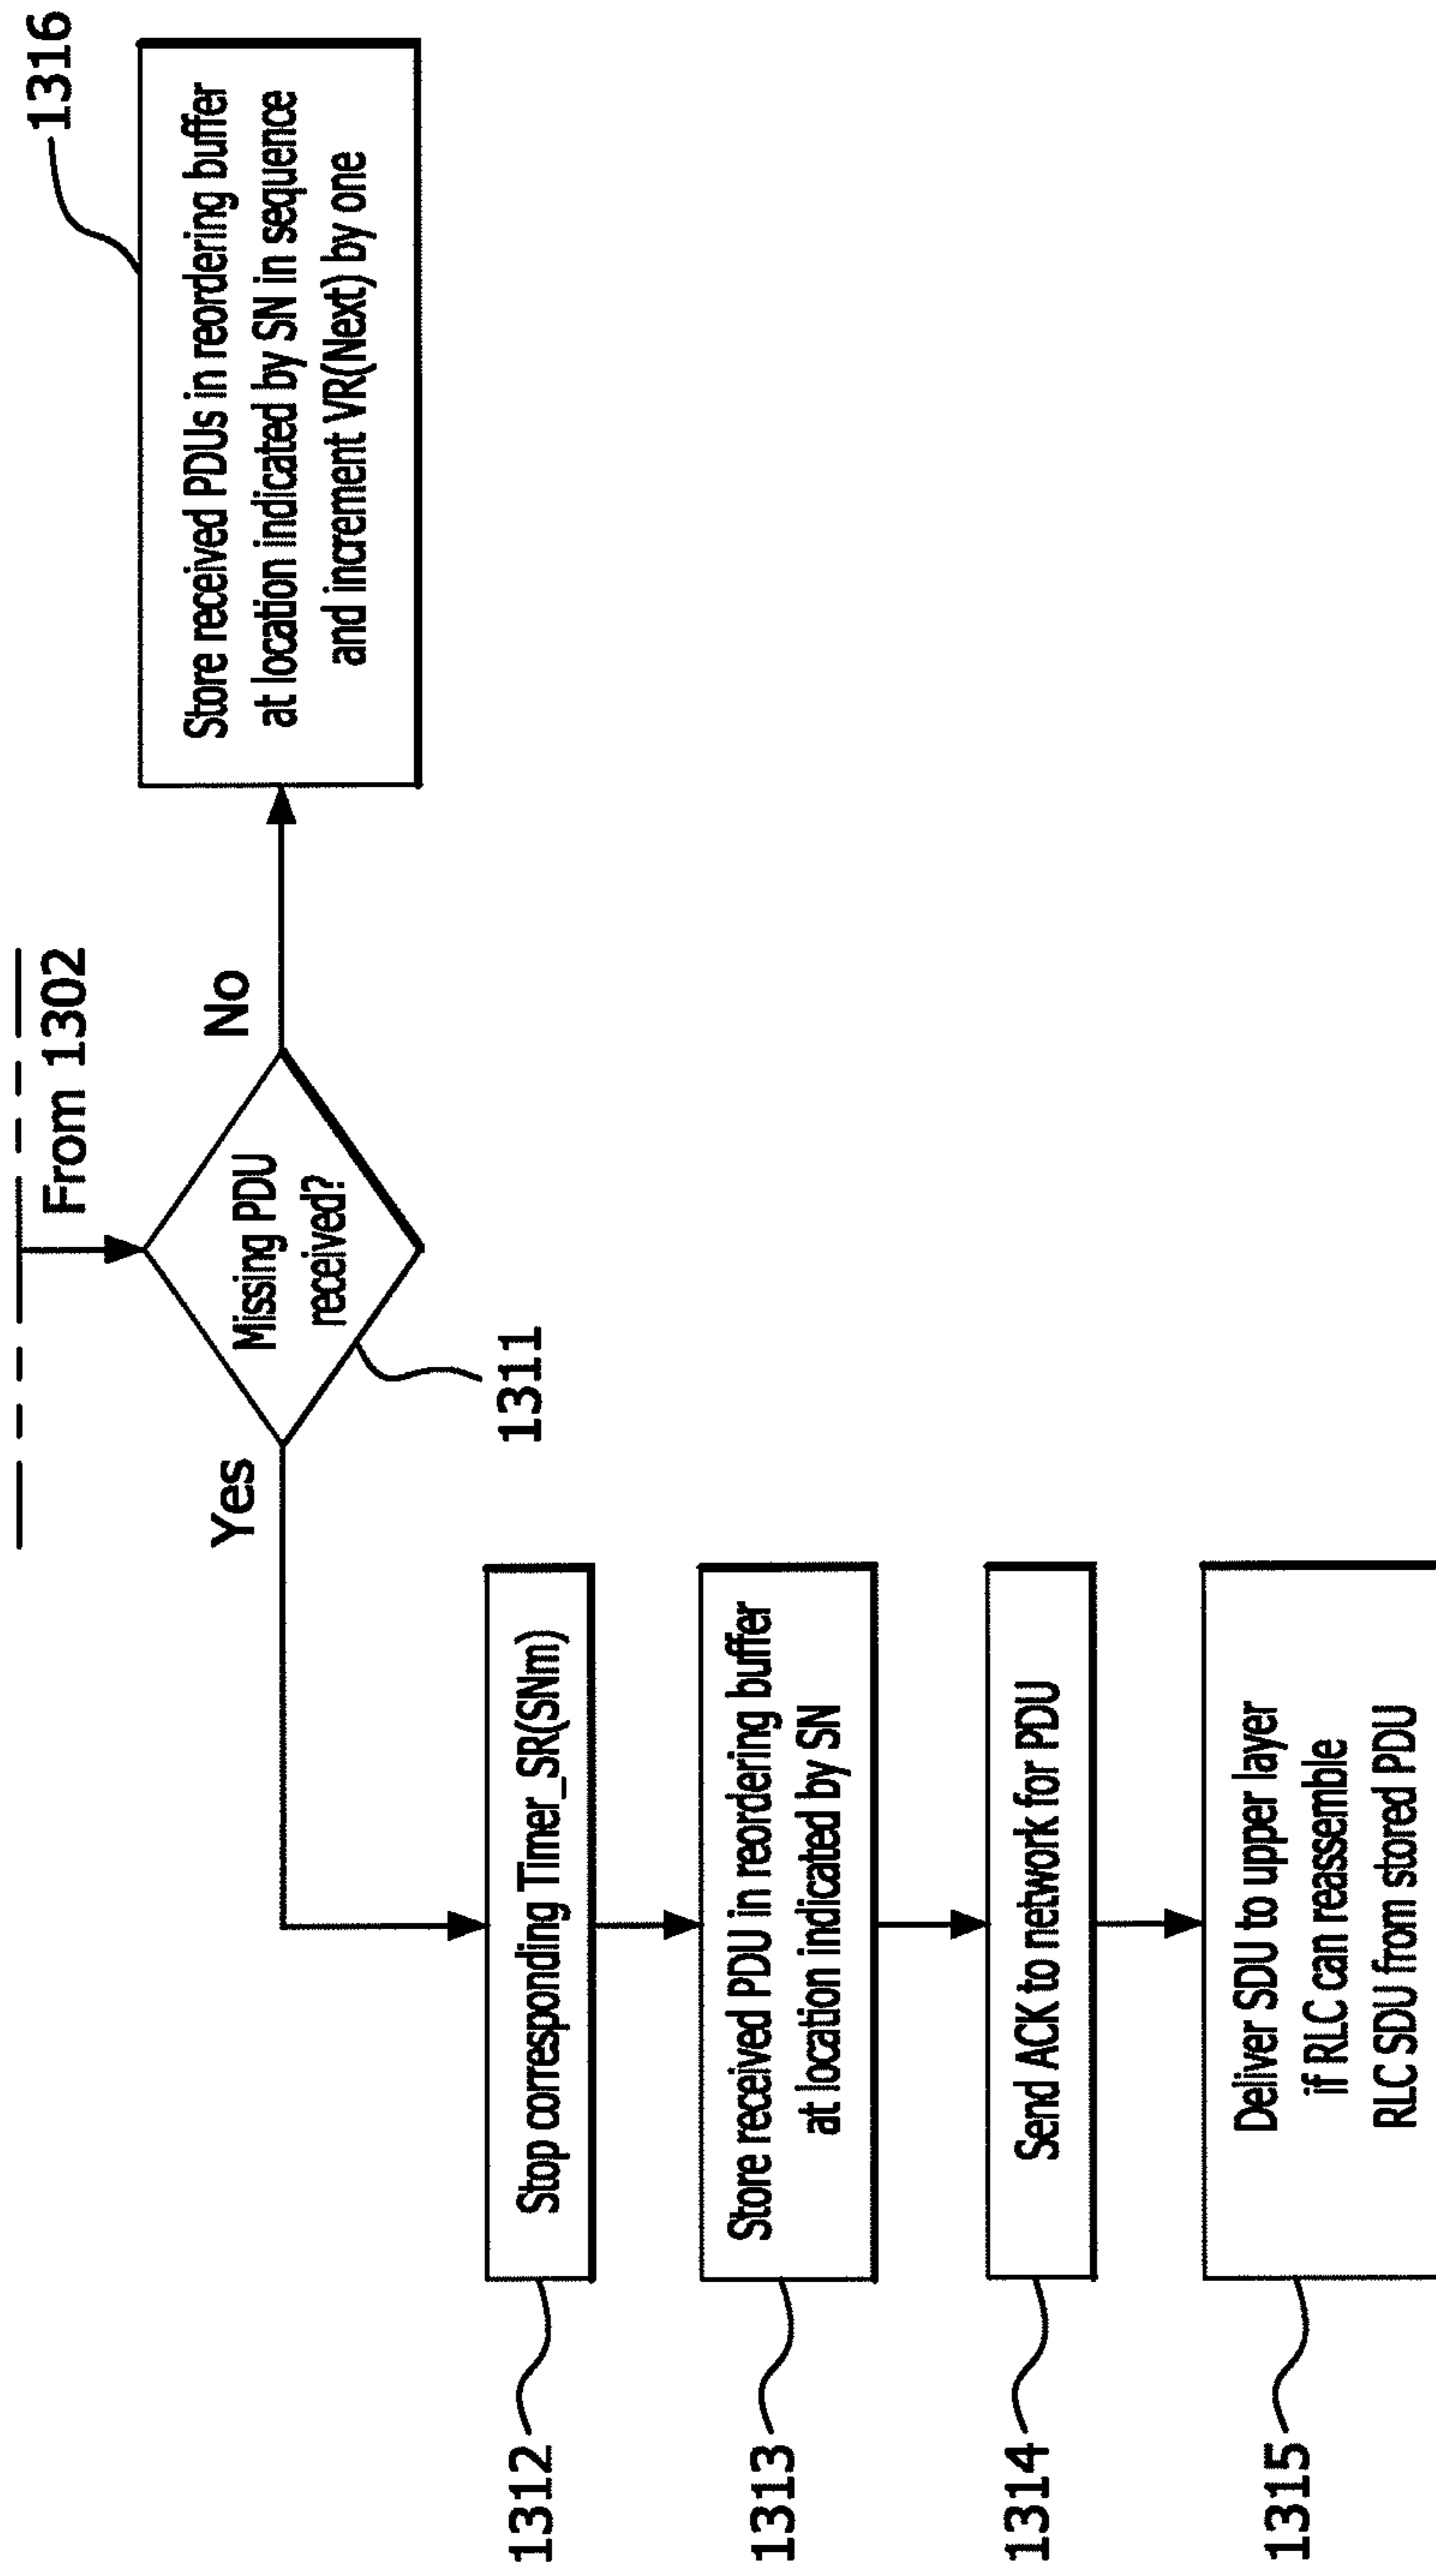 From 1302
Missing PDU
received?
1311
Yes
No
Stop corresponding Timer_SR(SNm)
1312
Store received PDU in reordering buffer
at location indicated by SN
1313
Send ACK to network for PDU
1314
Deliver SDU to upper layer
if RLC can reassemble
RLC SDU from stored PDU
1315
1316
Store received PDUs in reordering buffer
at location indicated by SN in sequence
and increment VR(Next) by one